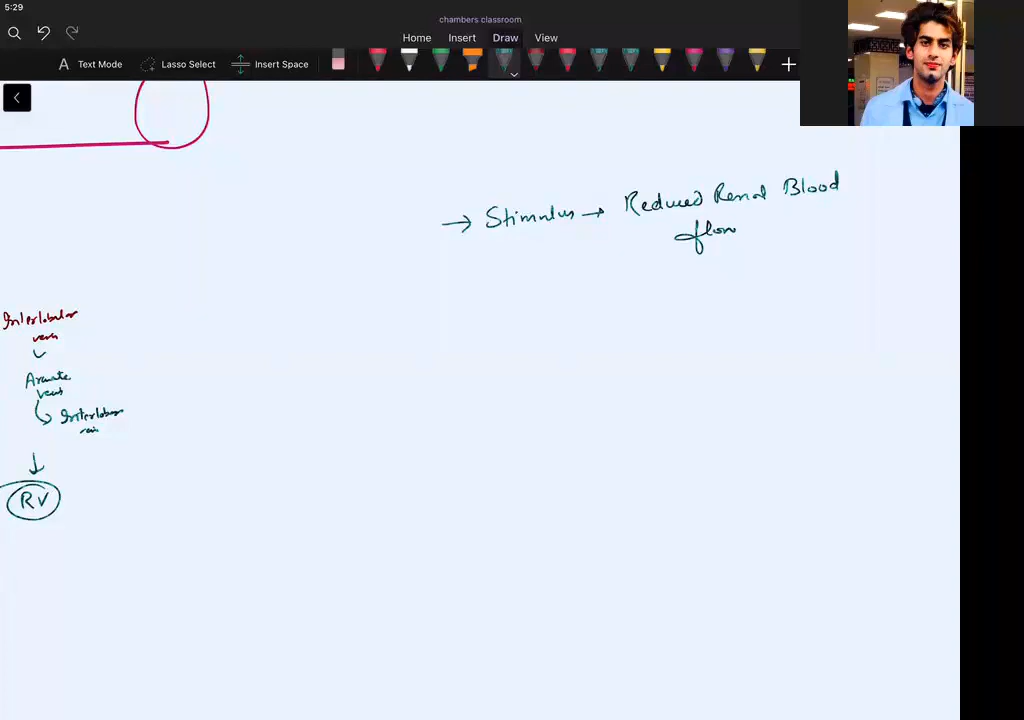 5:29
chambers classroom
Home Insert Draw View
A Text Mode Lasso Select Insert Space
→ Stimulus → Reduced Renal Blood
flow
Interlobular
vein
Arcuate
vein
Interlobar
vein
RV